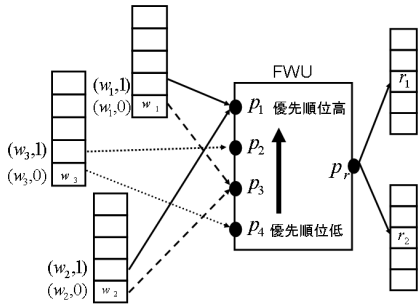 FWU
(w₁,1)
(w₁,0)
w₁
p₁ 優先順位高
r₁
(w₃,1)
(w₃,0)
w₃
p₂
p₃
pᵣ
p₄ 優先順位低
(w₂,1)
(w₂,0)
w₂
r₂